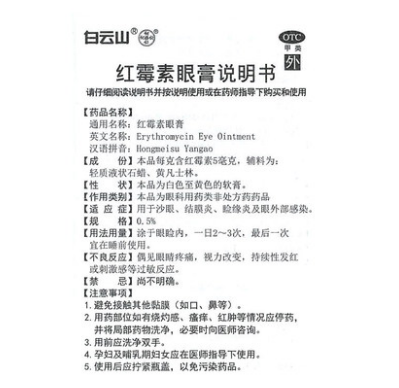 白云山®
OTC
甲类
外
红霉素眼膏说明书
请仔细阅读说明书并按说明使用或在药师指导下购买和使用
【药品名称】
通用名称：红霉素眼膏
英文名称：Erythromycin Eye Ointment
汉语拼音：Hongmeisu Yangao
【成 份】本品每克含红霉素5毫克，辅料为：
轻质液状石蜡、黄凡士林。
【性 状】本品为白色至黄色的软膏。
【作用类别】本品为眼科用药类非处方药药品
【适 应 症】用于沙眼、结膜炎、睑缘炎及眼外部感染。
【规 格】0.5%
【用法用量】涂于眼睑内，一日2～3次，最后一次
宜在睡前使用。
【不良反应】偶见眼睛疼痛，视力改变，持续性发红
或刺激感等过敏反应。
【禁 忌】尚不明确。
【注意事项】
1. 避免接触其他黏膜（如口、鼻等）。
2. 用药部位如有烧灼感、瘙痒、红肿等情况应停药，
并将局部药物洗净，必要时向医师咨询。
3. 用前应洗净双手。
4. 孕妇及哺乳期妇女应在医师指导下使用。
5. 使用后应拧紧瓶盖，以免污染药品。